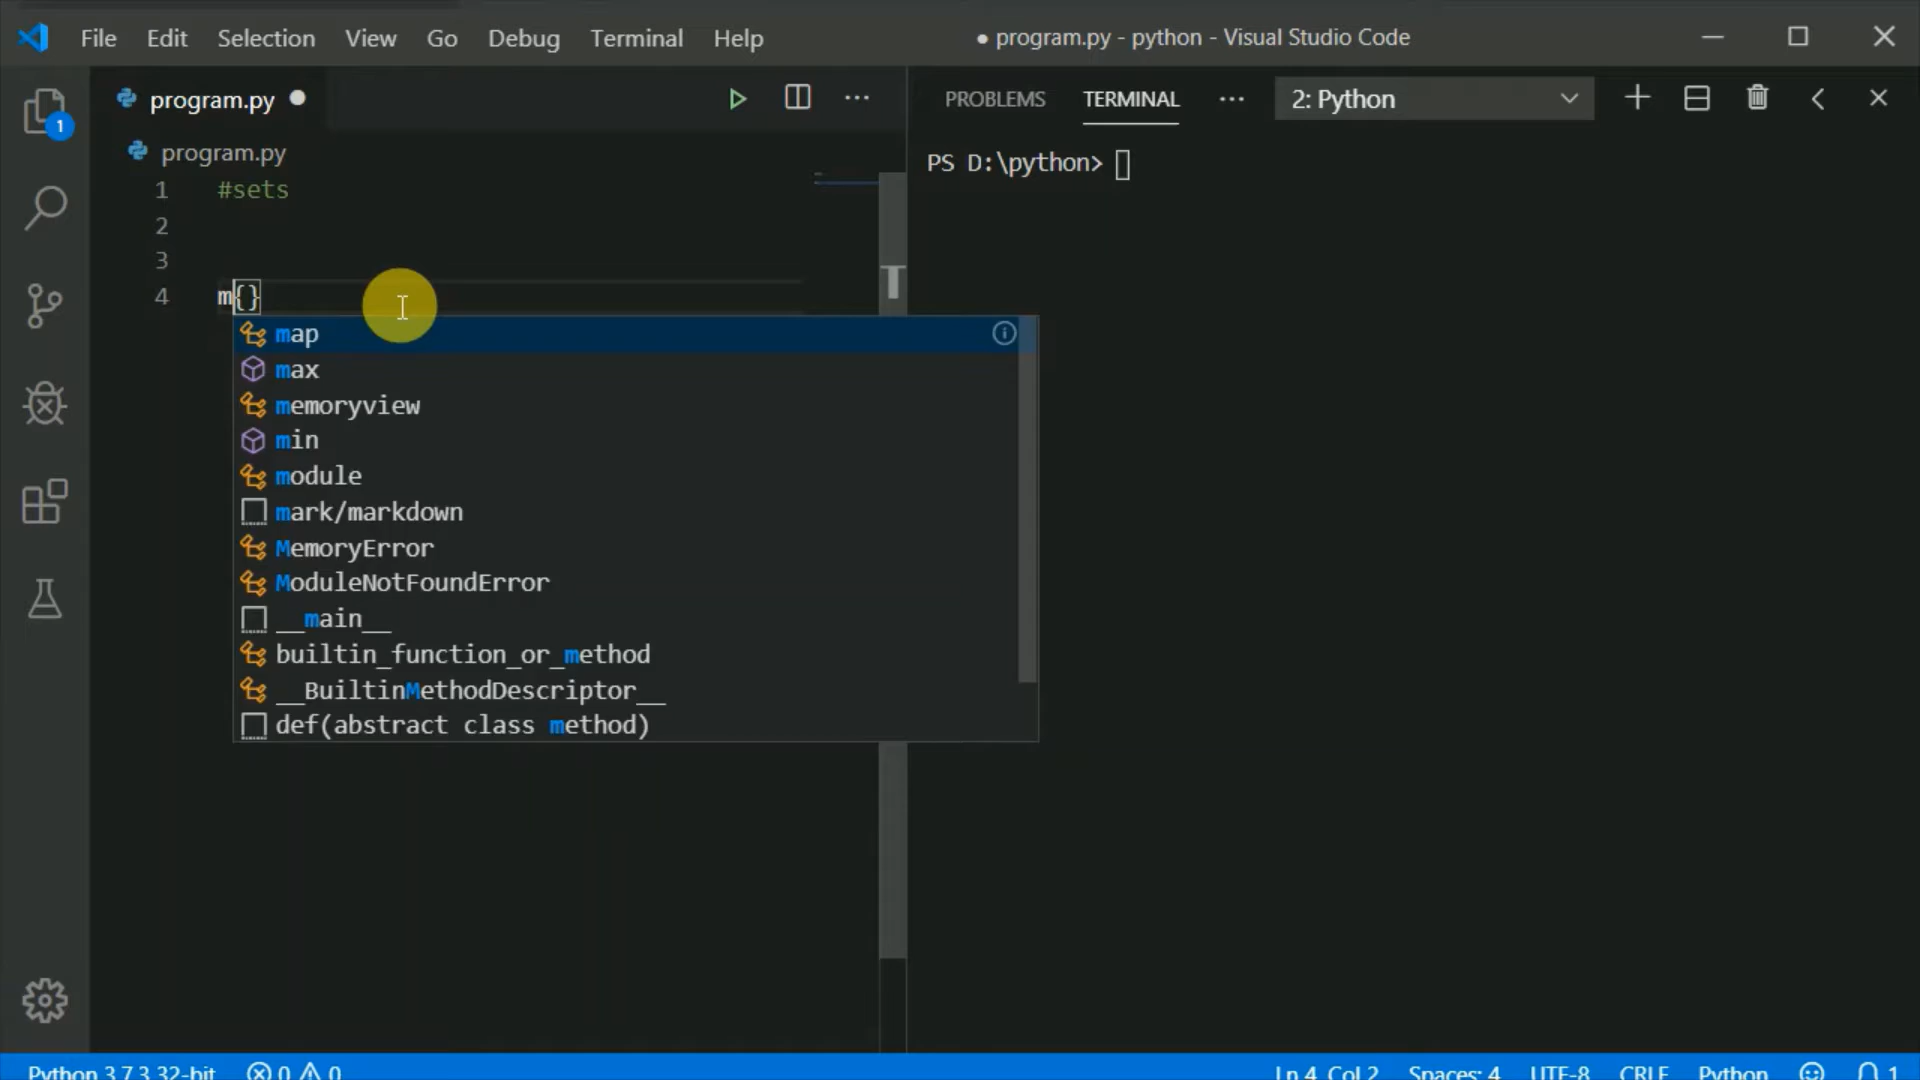 File Edit Selection View Go Debug Terminal Help ● program.py - python - Visual Studio Code
program.py
PROBLEMS TERMINAL ··· 2: Python
program.py
1 #sets
PS D:\python>
2
3
4 m{}
map
max
memoryview
min
module
mark/markdown
MemoryError
ModuleNotFoundError
__main__
builtin_function_or_method
__BuiltinMethodDescriptor__
def(abstract class method)
1
Python 3.7.3 32-bit 0 0 Ln 4, Col 2 Spaces: 4 UTF-8 CRLF Python 1